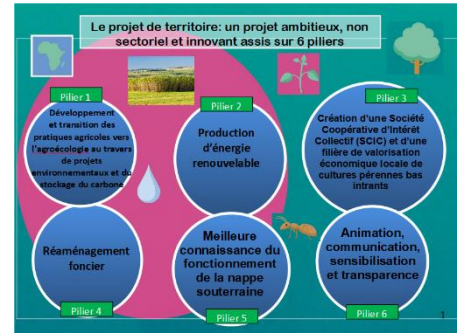 Le projet de territoire: un projet ambitieux, non
sectoriel et innovant assis sur 6 piliers
Pilier 1
Développement
et transition des
pratiques agricoles vers
l'agroécologie au travers
de projets
environnementaux et du
stockage du carbone
Pilier 2
Production
d'énergie
renouvelable
Pilier 3
Création d'une Société
Coopérative d'Intérêt
Collectif (SCIC) et d'une
filière de valorisation
économique locale de
cultures pérennes bas
intrants
Réaménagement
foncier
Pilier 4
Meilleure
connaissance du
fonctionnement
de la nappe
souterraine
Pilier 5
Animation,
communication,
sensibilisation
et transparence
Pilier 6
1